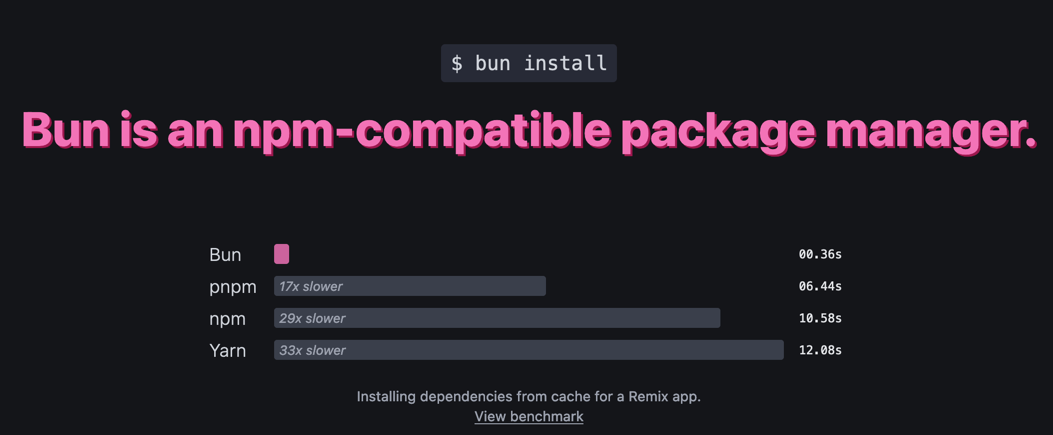 $ bun install
Bun is an npm-compatible package manager.
Bun 00.36s
pnpm 17x slower 06.44s
npm 29x slower 10.58s
Yarn 33x slower 12.08s
Installing dependencies from cache for a Remix app.
View benchmark